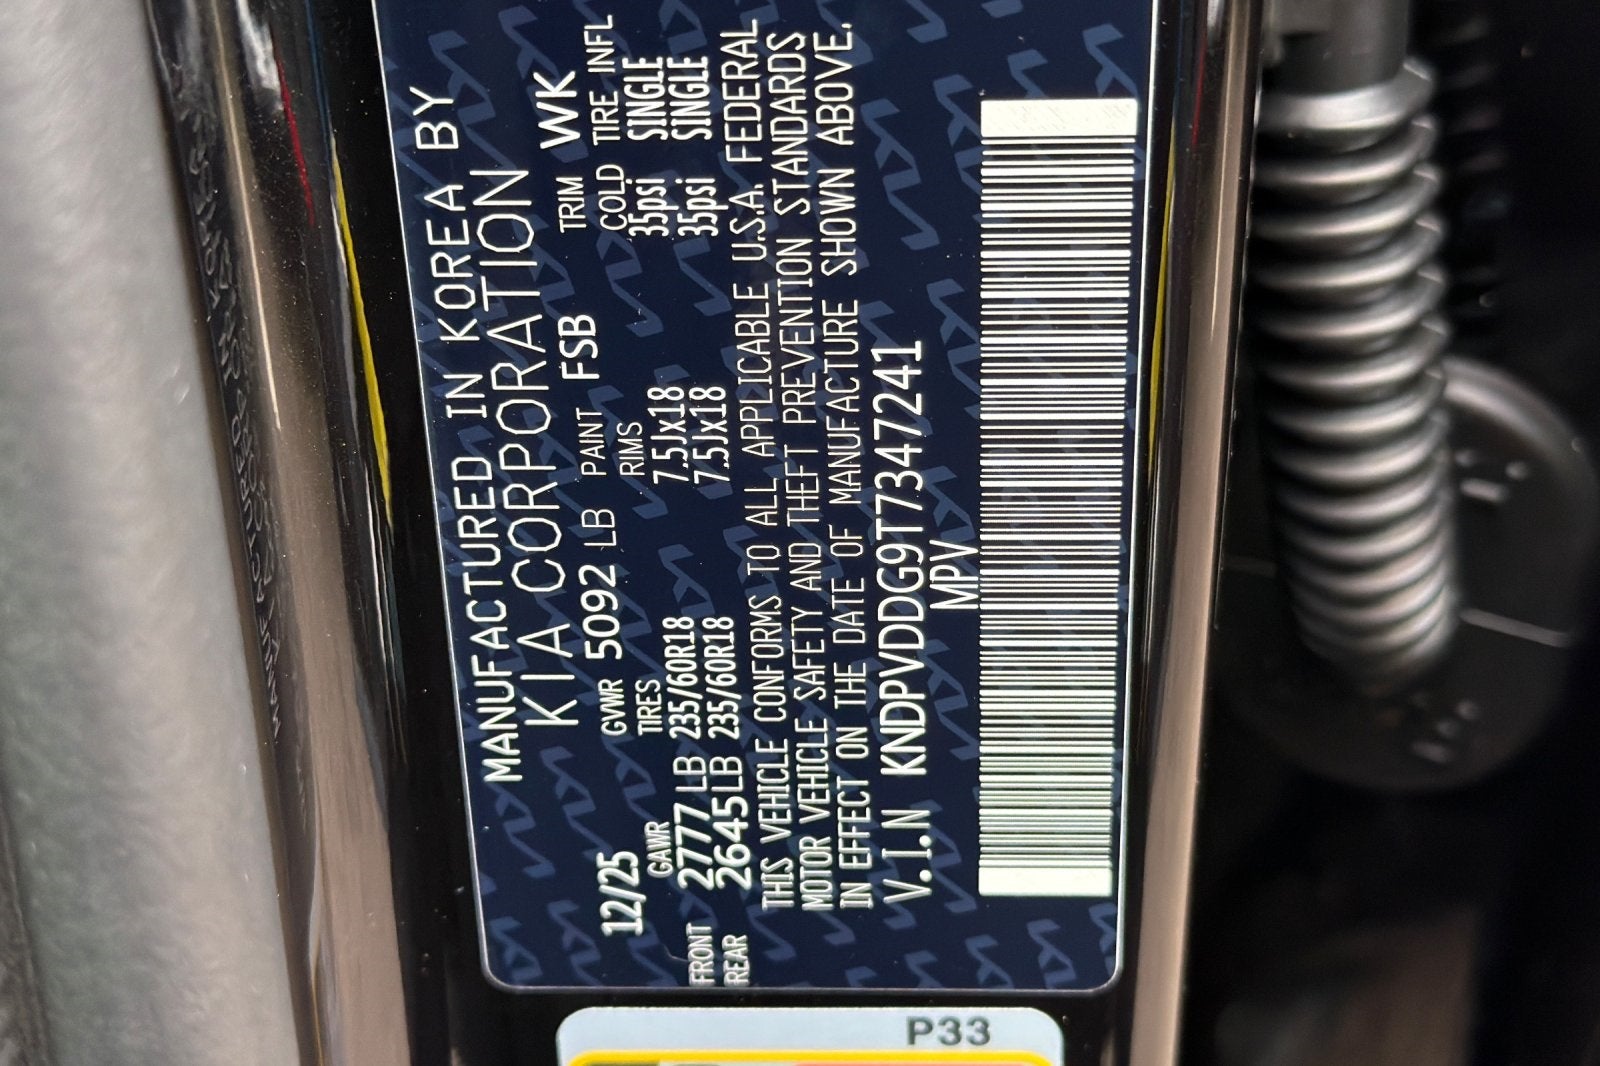 MANUFACTURED IN KOREA BY
KIA CORPORATION
12/25 GVWR 5092 LB PAINT FSB TRIM WK
GAWR TIRES RIMS COLD TIRE INFL
FRONT 2777 LB 235/60R18 7.5Jx18 35psi SINGLE
REAR 2645LB 235/60R18 7.5Jx18 35psi SINGLE
THIS VEHICLE CONFORMS TO ALL APPLICABLE U.S.A. FEDERAL
MOTOR VEHICLE SAFETY AND THEFT PREVENTION STANDARDS
IN EFFECT ON THE DATE OF MANUFACTURE SHOWN ABOVE.
V.I.N KNDPVDDG9T7347241
MPV
P33